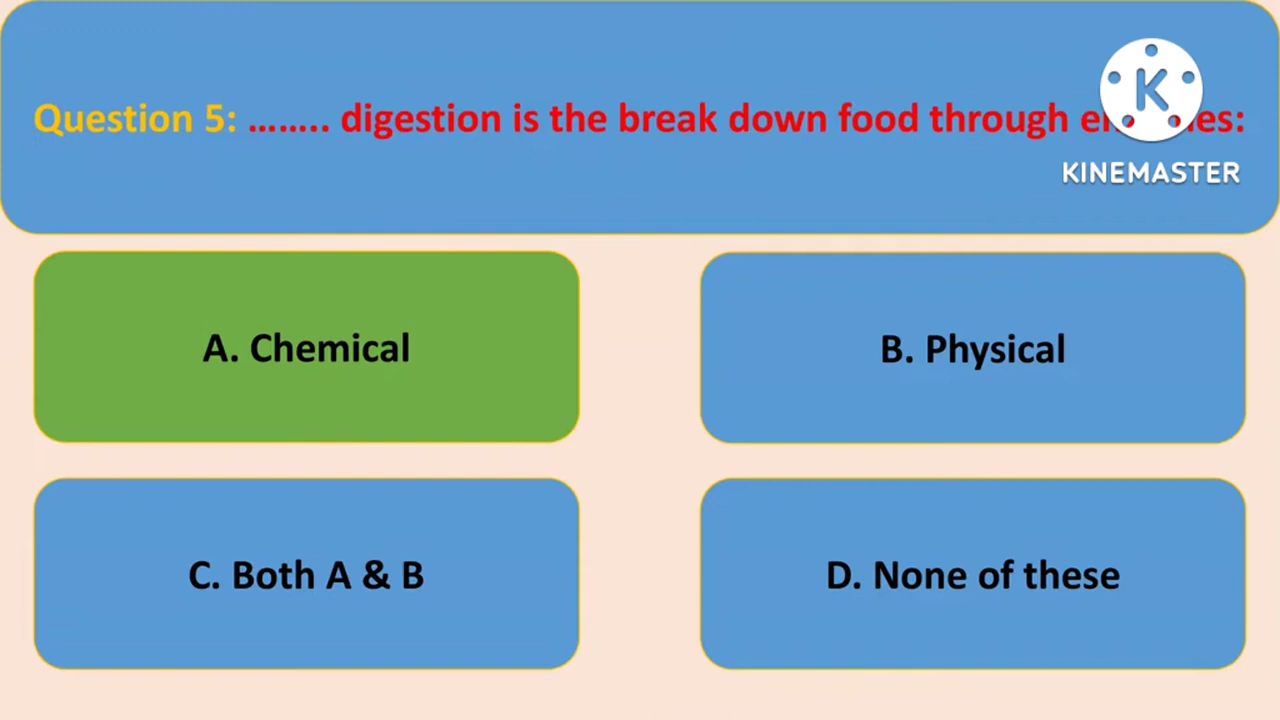 Question 5: …….. digestion is the break down food through
K
KINEMASTER
A. Chemical
B. Physical
C. Both A & B
D. None of these